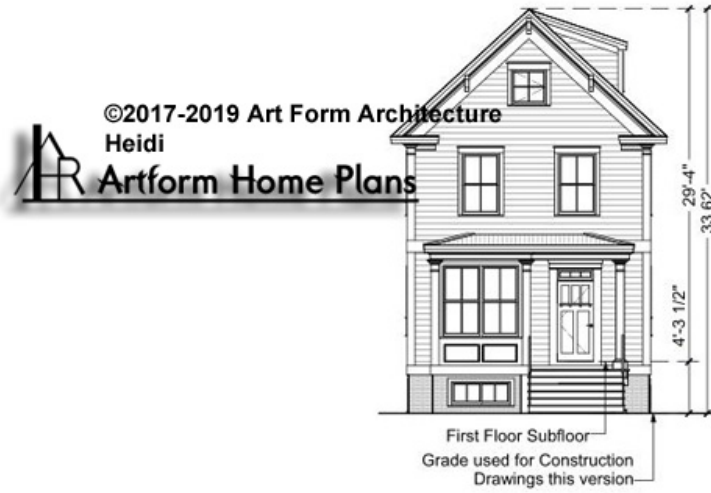 ©2017-2019 Art Form Architecture
Heidi
Artform Home Plans
29'-4"
33.62'
4'-3 1/2"
First Floor Subfloor
Grade used for Construction
Drawings this version